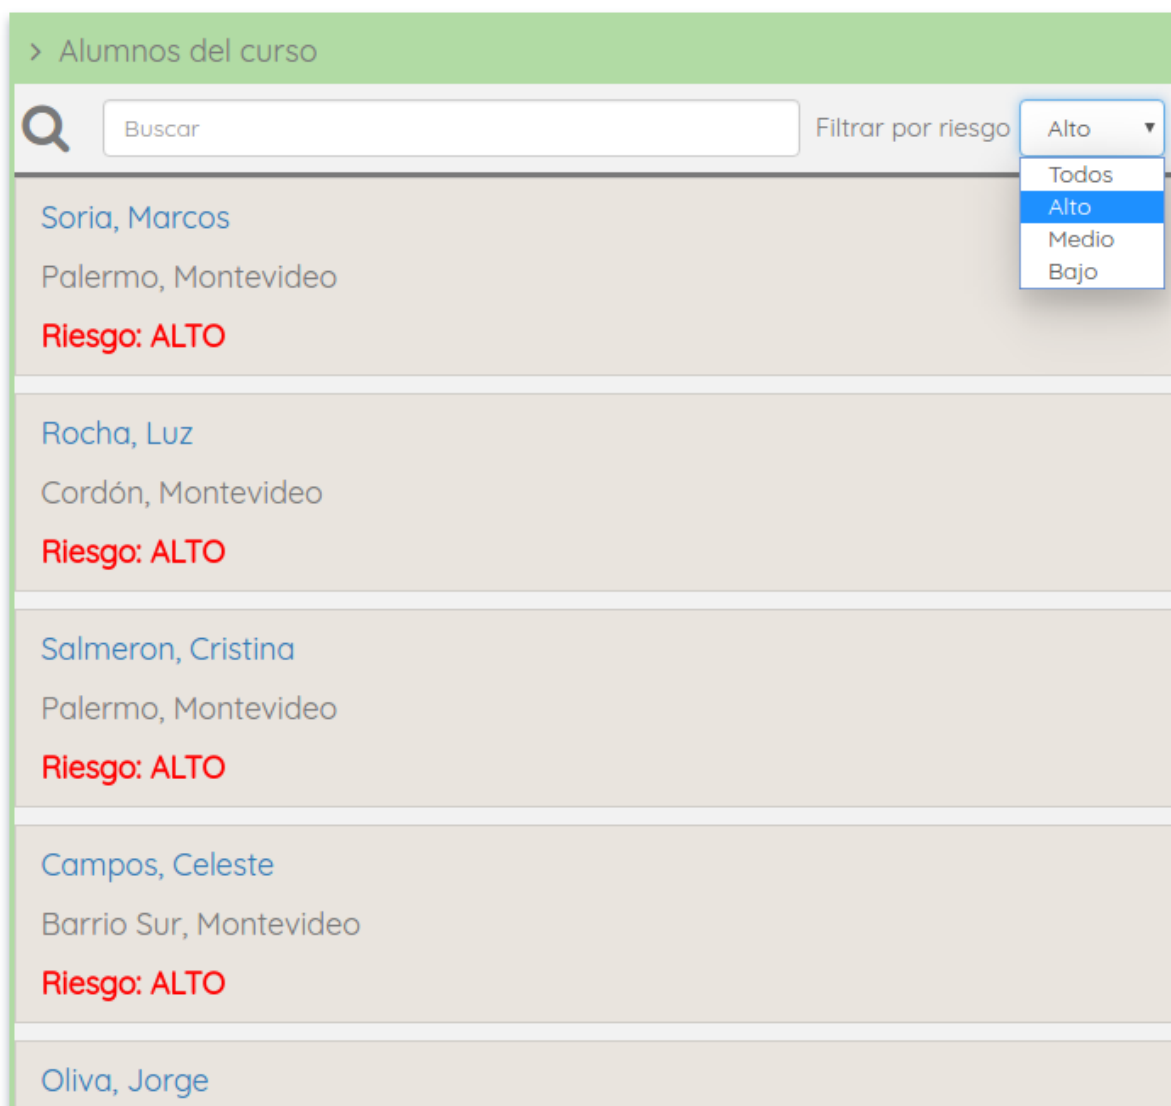 > Alumnos del curso
Buscar
Filtrar por riesgo
Alto
Todos
Alto
Medio
Bajo
Soria, Marcos
Palermo, Montevideo
Riesgo: ALTO
Rocha, Luz
Cordón, Montevideo
Riesgo: ALTO
Salmeron, Cristina
Palermo, Montevideo
Riesgo: ALTO
Campos, Celeste
Barrio Sur, Montevideo
Riesgo: ALTO
Oliva, Jorge